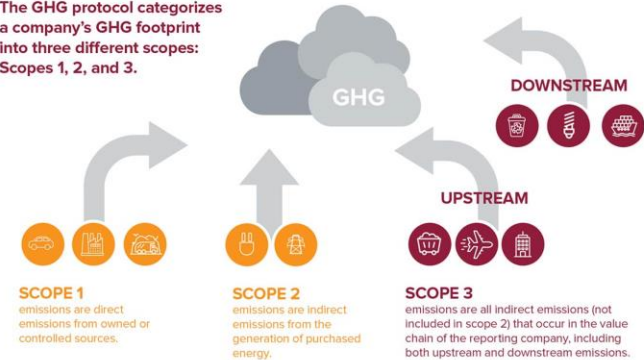 The GHG protocol categorizes
a company's GHG footprint
into three different scopes:
Scopes 1, 2, and 3.
GHG
DOWNSTREAM
UPSTREAM
SCOPE 1
emissions are direct
emissions from owned or
controlled sources.
SCOPE 2
emissions are indirect
emissions from the
generation of purchased
energy.
SCOPE 3
emissions are all indirect emissions (not
included in scope 2) that occur in the value
chain of the reporting company, including
both upstream and downstream emissions.